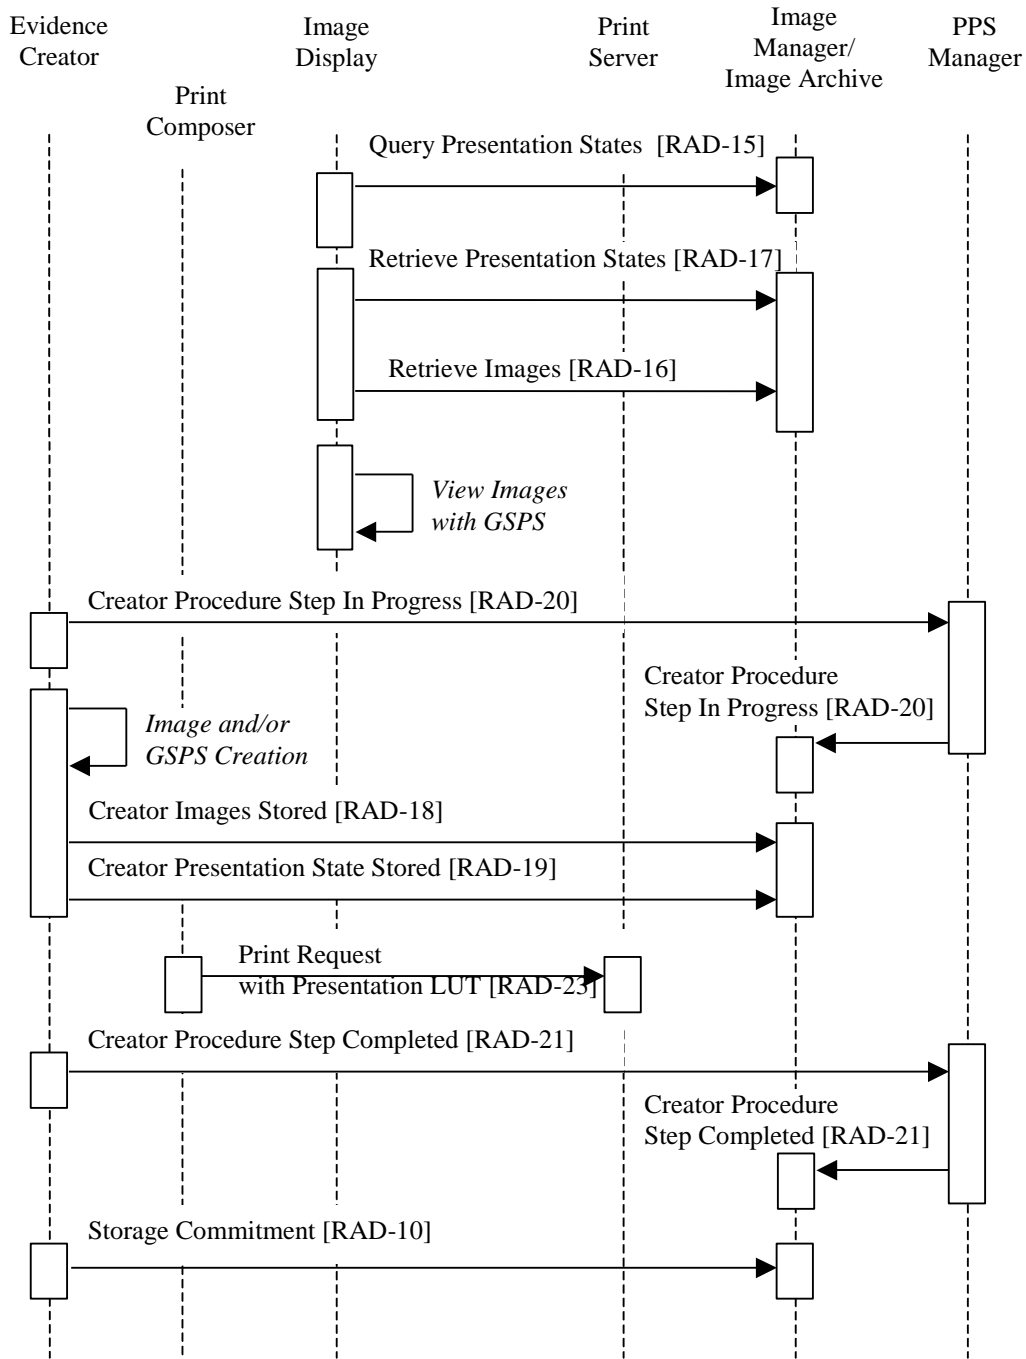 Evidence
Creator
Print
Composer
Image
Display
Print
Server
Image
Manager/
Image Archive
PPS
Manager
Query Presentation States [RAD-15]
Retrieve Presentation States [RAD-17]
Retrieve Images [RAD-16]
View Images
with GSPS
Creator Procedure Step In Progress [RAD-20]
Creator Procedure
Step In Progress [RAD-20]
Image and/or
GSPS Creation
Creator Images Stored [RAD-18]
Creator Presentation State Stored [RAD-19]
Print Request
with Presentation LUT [RAD-23]
Creator Procedure Step Completed [RAD-21]
Creator Procedure
Step Completed [RAD-21]
Storage Commitment [RAD-10]